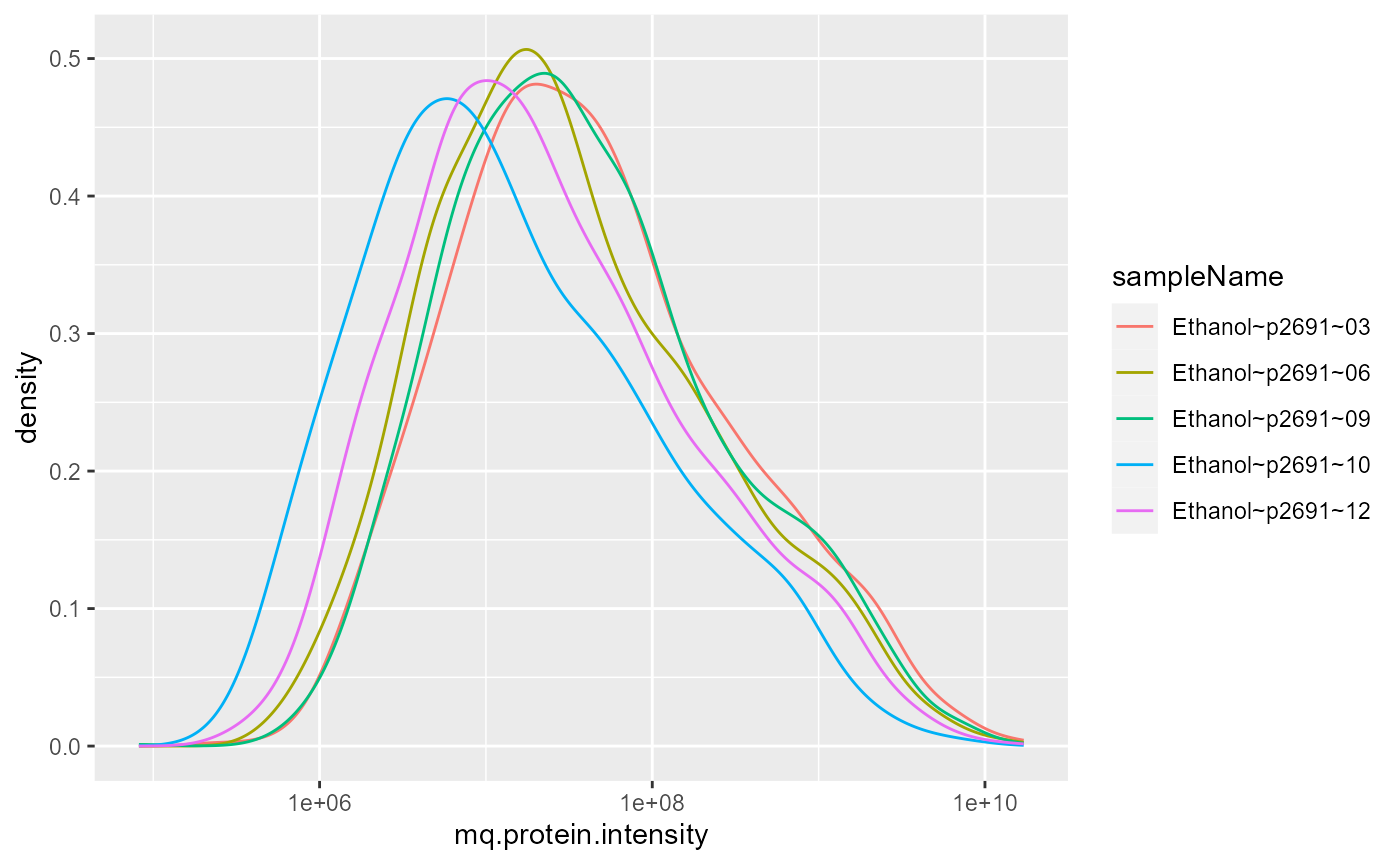 0.5
0.4
0.3
0.2
0.1
0.0
density
1e+06
1e+08
1e+10
mq.protein.intensity
sampleName
Ethanol~p2691~03
Ethanol~p2691~06
Ethanol~p2691~09
Ethanol~p2691~10
Ethanol~p2691~12